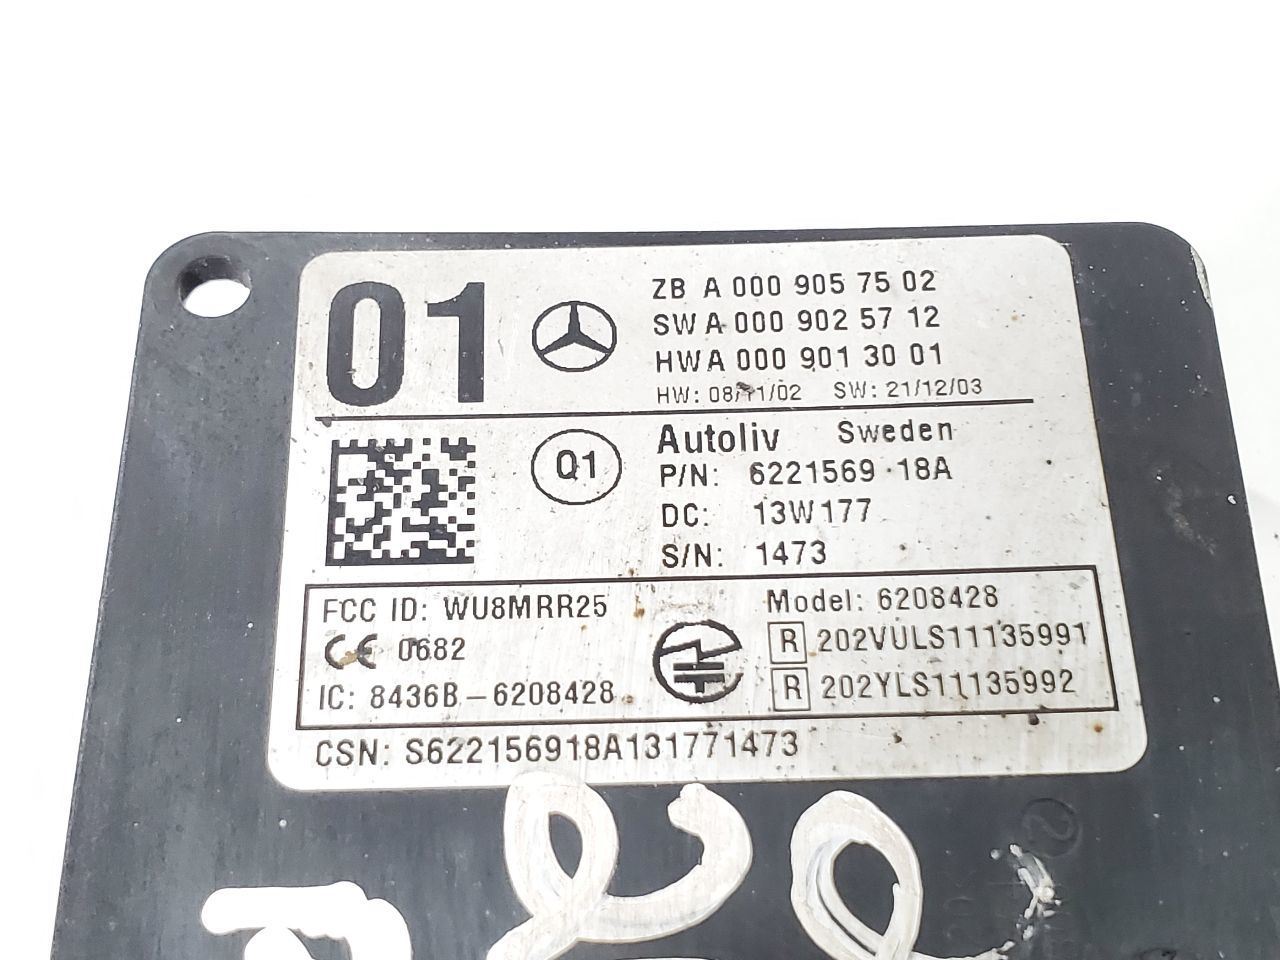 01
ZB A 000 905 75 02
SW A 000 902 57 12
HW A 000 901 30 01
HW: 08/11/02 SW: 21/12/03
Q1
Autoliv Sweden
P/N: 6221569 18A
DC: 13W177
S/N: 1473
FCC ID: WU8MRR25
Model: 6208428
CE 0682
R 202VULS11135991
R 202YLS11135992
IC: 8436B-6208428
CSN: S622156918A131771473